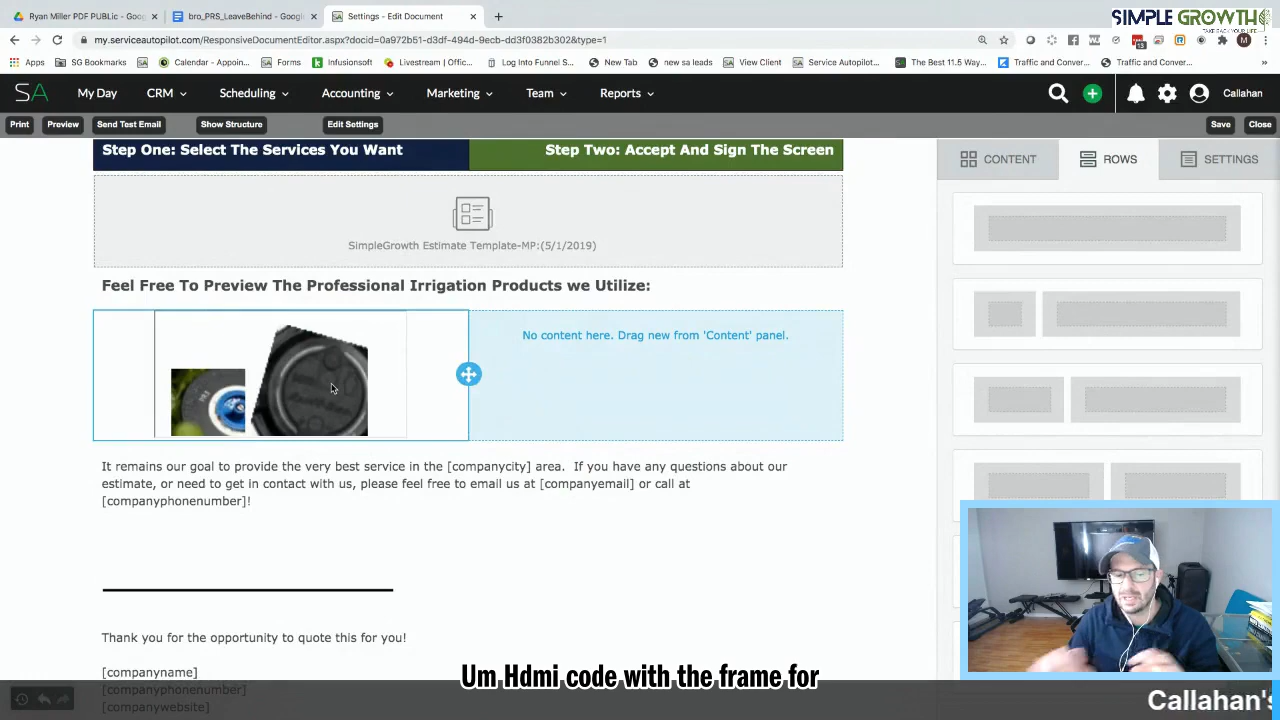 Ryan Miller PDF PUBLic - Goog
bro_PRS_LeaveBehind - Google
Settings - Edit Document
SIMPLE GROWTH
TAKE BACK YOUR LIFE
my.serviceautopilot.com/ResponsiveDocumentEditor.aspx?docid=0a972b51-d3df-494d-9ecb-dd3f0382b302&type=1
Apps
SG Bookmarks
Calendar – Appoin...
Forms
Infusionsoft
Livestream | Offic...
Log Into Funnel S...
New Tab
new sa leads
View Client
Service Autopilot...
The Best 11.5 Way...
Traffic and Conver...
Traffic and Conver...
SA
My Day
CRM
Scheduling
Accounting
Marketing
Team
Reports
Callahan
Print
Preview
Send Test Email
Show Structure
Edit Settings
Save
Close
Step One: Select The Services You Want
Step Two: Accept And Sign The Screen
CONTENT
ROWS
SETTINGS
SimpleGrowth Estimate Template-MP:(5/1/2019)
Feel Free To Preview The Professional Irrigation Products we Utilize:
No content here. Drag new from 'Content' panel.
It remains our goal to provide the very best service in the [companycity] area. If you have any questions about our
estimate, or need to get in contact with us, please feel free to email us at [companyemail] or call at
[companyphonenumber]!
Thank you for the opportunity to quote this for you!
[companyname]
[companyphonenumber]
[companywebsite]
Um Hdmi code with the frame for
Callahan's